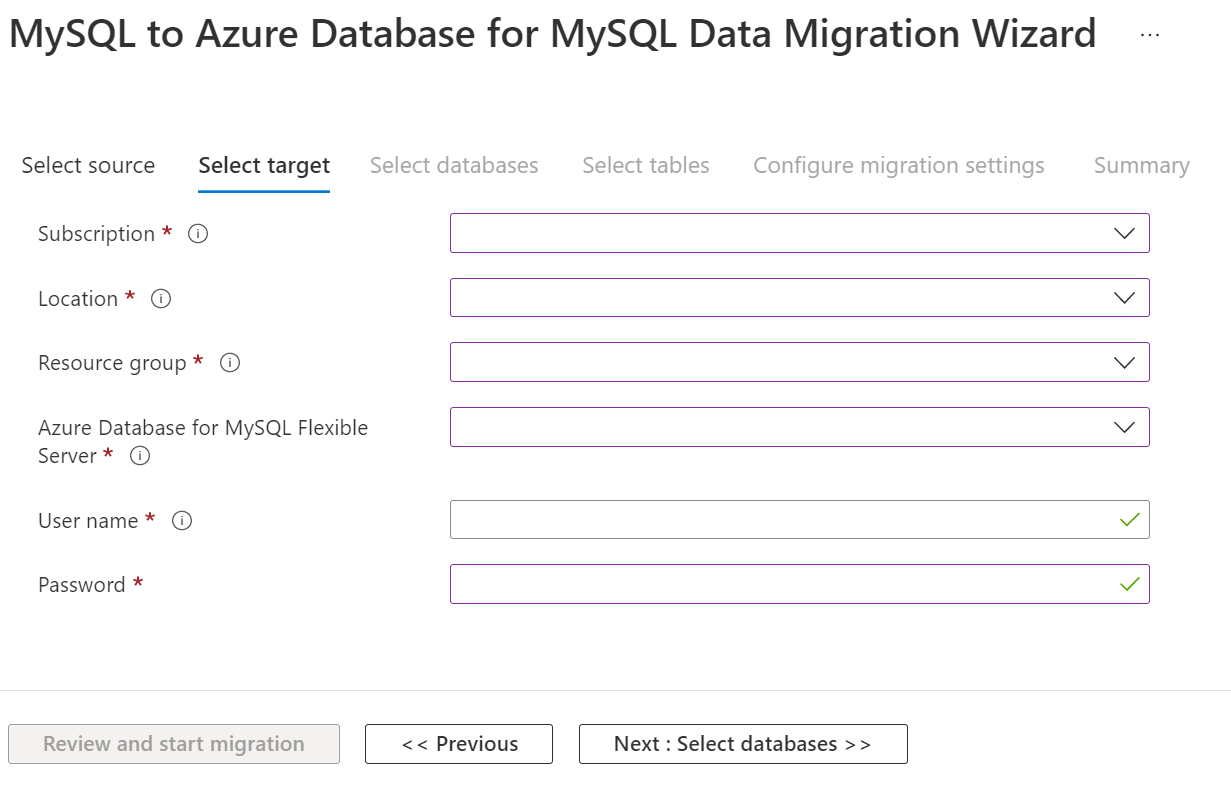 MySQL to Azure Database for MySQL Data Migration Wizard ...
Select source Select target Select databases Select tables Configure migration settings Summary
Subscription *
Location *
Resource group *
Azure Database for MySQL Flexible
Server *
User name *
Password *
Review and start migration << Previous Next : Select databases >>